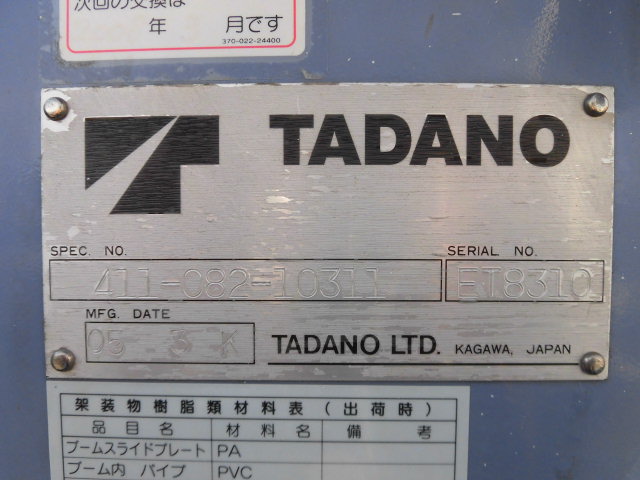 次回の交換は
年 月です
370-022-24400
TADANO
SPEC. NO.
SERIAL NO.
411-082-10311
ET8310
MFG. DATE
05 3 K
TADANO LTD. KAGAWA, JAPAN
架装物樹脂類材料表(出荷時)
品目名 材料名 備考
ブームスライドプレート PA
ブーム内 パイプ PVC